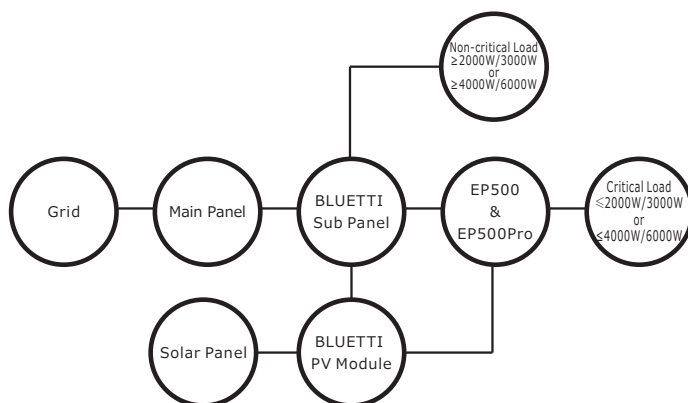 Non-critical Load
≥2000W/3000W
or
≥4000W/6000W
Grid
Main Panel
BLUETTI
Sub Panel
EP500
&
EP500Pro
Critical Load
≤2000W/3000W
or
≤4000W/6000W
Solar Panel
BLUETTI
PV Module